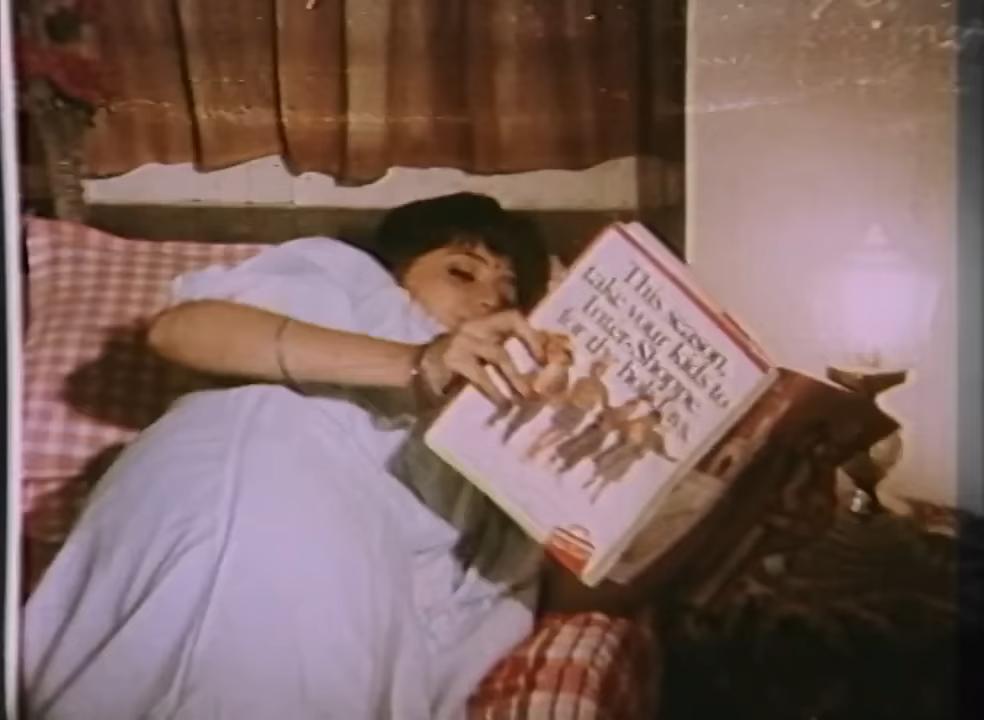 This season,
take your kids to
Inter-Shoppe
for the
holidays.